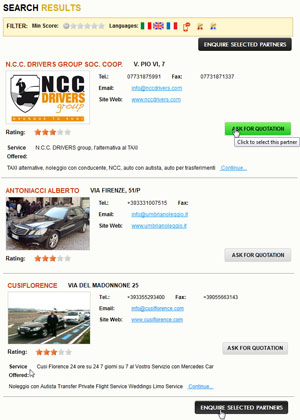 SEARCH RESULTS
FILTER: Min Score: Languages:
ENQUIRE SELECTED PARTNERS
N.C.C. DRIVERS GROUP SOC. COOP. V. PIO VI, 7
Tel.: 07731875991 Fax: 07731871337
Email: info@nccdrivers.com
Site Web: www.nccdrivers.com
NCC
DRIVERS
group
Rating:
ASK FOR QUOTATION
Click to select this partner
Service Offered: N.C.C. DRIVERS group, l'alternativa al TAXI
TAXI alternative, noleggio con conducente, NCC, auto con autista, auto per trasferimenti Continue...
ANTONIACCI ALBERTO VIA FIRENZE, 51/P
Tel.: +393331007515 Fax:
Email: info@umbrianoleggio.it
Site Web: www.umbrianoleggio.it
ASK FOR QUOTATION
Rating:
CUSIFLORENCE VIA DEL MADONNONE 25
Tel.: +393355293400 Fax: +39055663143
Email: info@cusiflorence.com
Site Web: www.cusiflorence.com
ASK FOR QUOTATION
Rating:
Service Offered: Cusi Florence 24 ore su 24 7 giorni su 7 al Vostro Servizio con Mercedes Car
Noleggio con Autista Transfer Private Flight Service Weddings Limo Service Continue...
ENQUIRE SELECTED PARTNERS